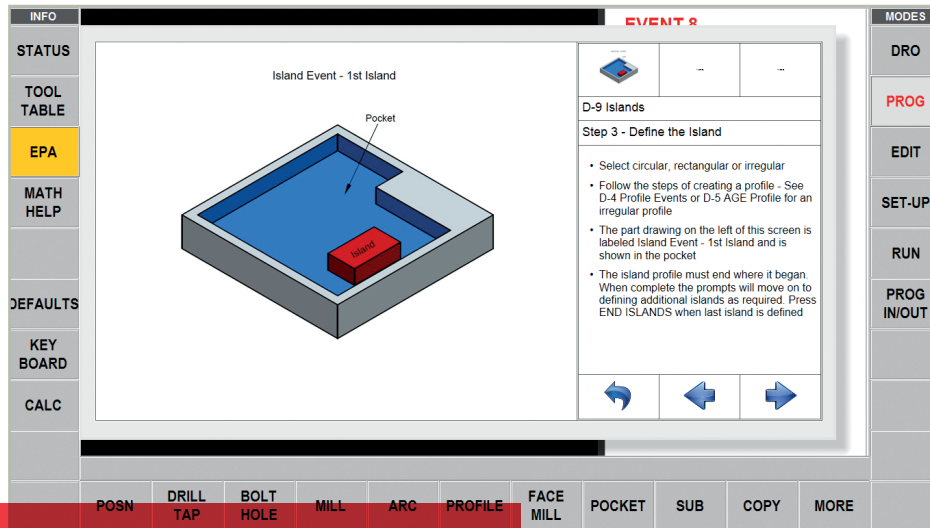 INFO
STATUS
TOOL
TABLE
EPA
MATH
HELP
DEFAULTS
KEY
BOARD
CALC
EVENT 8
Island Event - 1st Island
Pocket
Island
D-9 Islands
Step 3 - Define the Island
• Select circular, rectangular or irregular
• Follow the steps of creating a profile - See
D-4 Profile Events or D-5 AGE Profile for an
irregular profile
• The part drawing on the left of this screen is
labeled Island Event - 1st Island and is
shown in the pocket
• The island profile must end where it began.
When complete the prompts will move on to
defining additional islands as required. Press
END ISLANDS when last island is defined
MODES
DRO
PROG
EDIT
SET-UP
RUN
PROG
IN/OUT
POSN
DRILL
TAP
BOLT
HOLE
MILL
ARC
PROFILE
FACE
MILL
POCKET
SUB
COPY
MORE